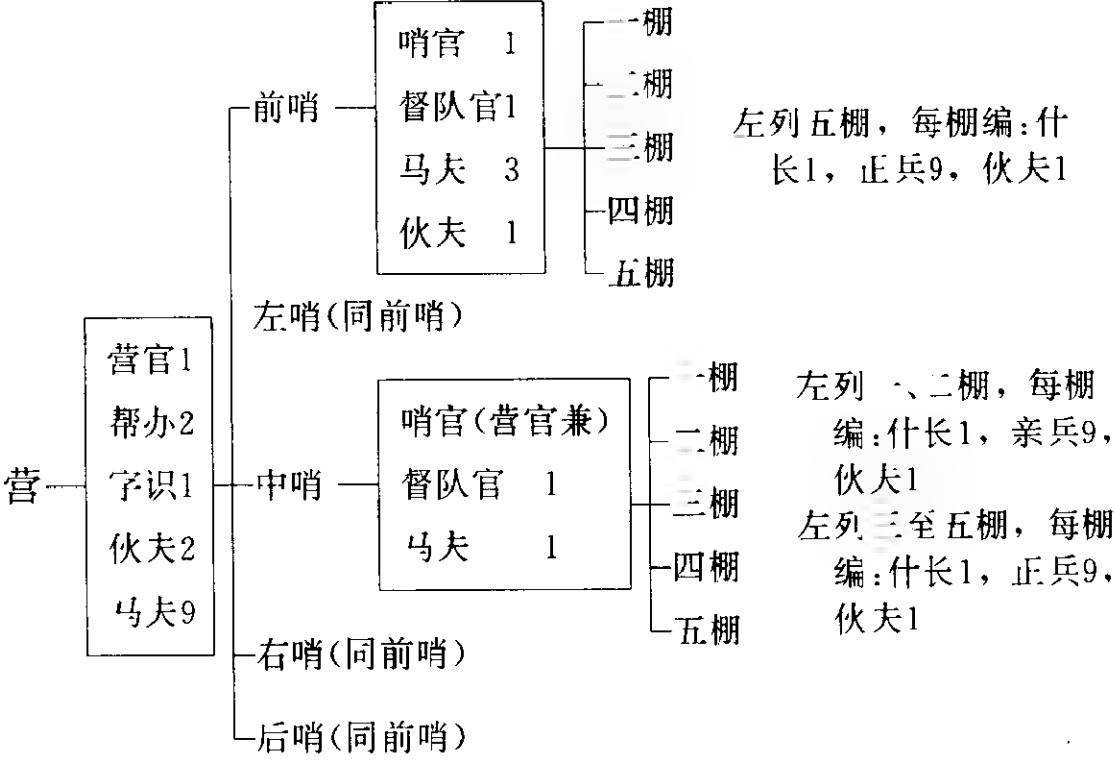 营
营官1
帮办2
字识1
伙夫2
马夫9
前哨
哨官 1
督队官1
马夫 3
伙夫 1
一棚
二棚
三棚
四棚
五棚
左列五棚，每棚编:什
长1，正兵9，伙夫1
左哨(同前哨)
中哨
哨官(营官兼)
督队官 1
马夫 1
一棚
二棚
三棚
四棚
五棚
左列一、二棚，每棚
编:什长1，亲兵9，
伙夫1
左列三至五棚，每棚
编:什长1，正兵9，
伙夫1
右哨(同前哨)
后哨(同前哨)